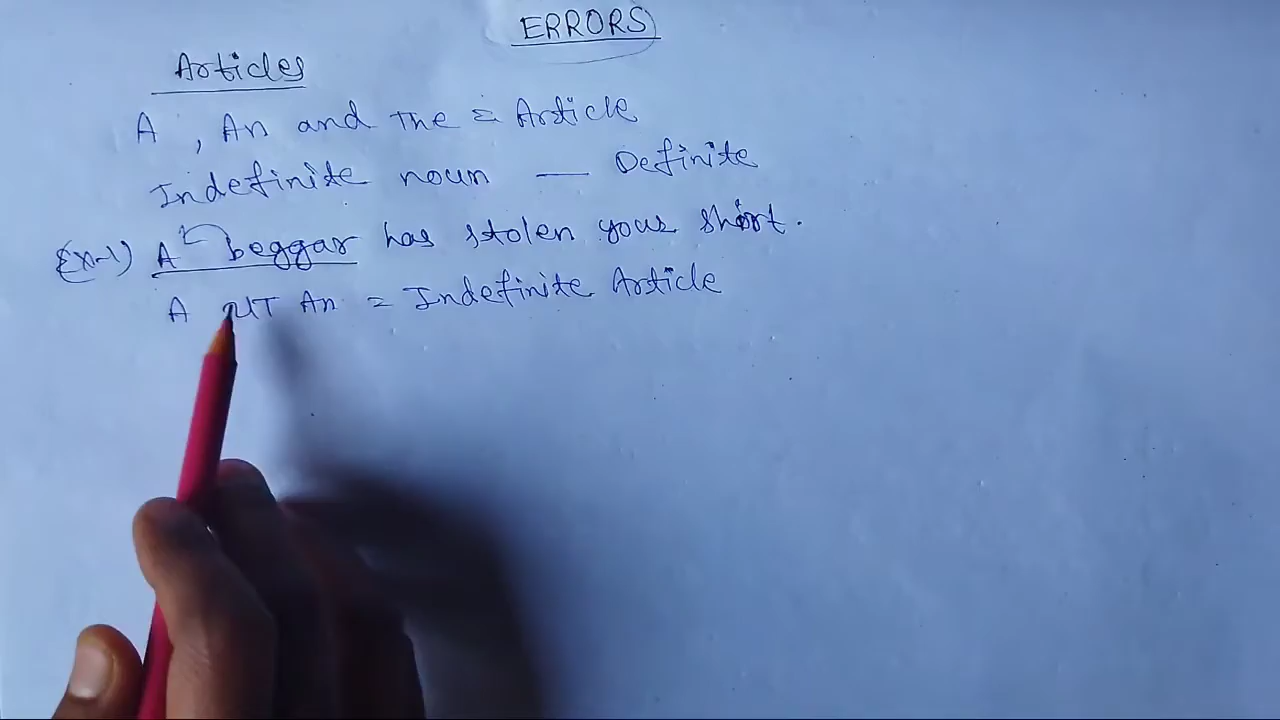 ERRORS
Articles
A , An and The = Article
Indefinite noun — Definite
Ex-1) A beggar has stolen your shirt.
A या An = Indefinite Article